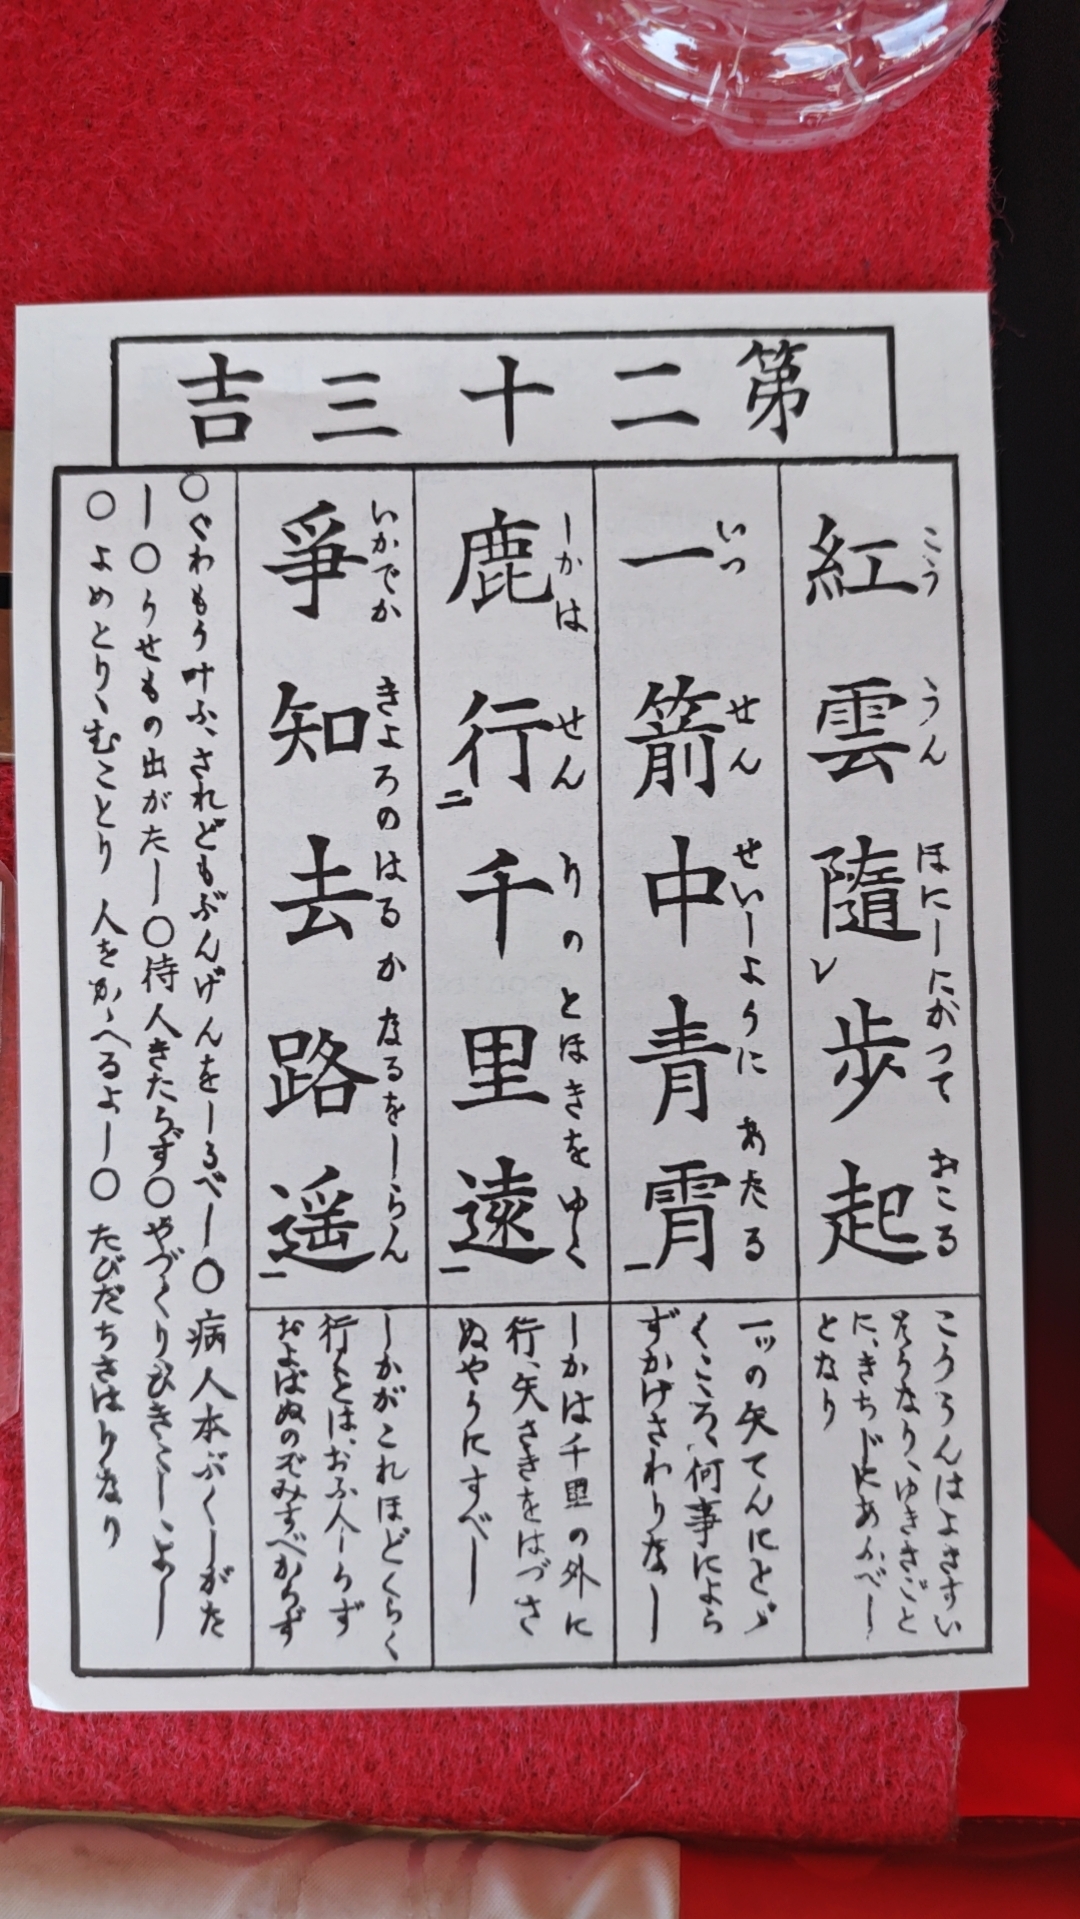 第二十三吉
紅雲隨歩起
こう うん ほにしたがつて おこる
こううんはよきすい
そうなり、ゆきさごと
に、きちじにあふべし
となり
一箭中青霄
いつ せん せいしように あたる
一ツの矢てんにとゞ
くこころ、何事によら
ずかけさわりなし
鹿行千里遠
しかは せん りの とほきを ゆく
しかは千里の外に
行、矢さきをはづさ
ぬやうにすべし
爭知去路遥
いかでか きよろの はるかなるをしらん
しかがこれほどくらく
行とは、おふ人しらず
およばぬのぞみすべからず
○ぐわもう叶ふ、されどもぶんげんをしるべし○病人本ぶくしがた
し○うせもの出がたし○待人きたらず○やづくりひきこしよし
○よめとり、むことり人をかゝへるよし○たびだちさはりなり